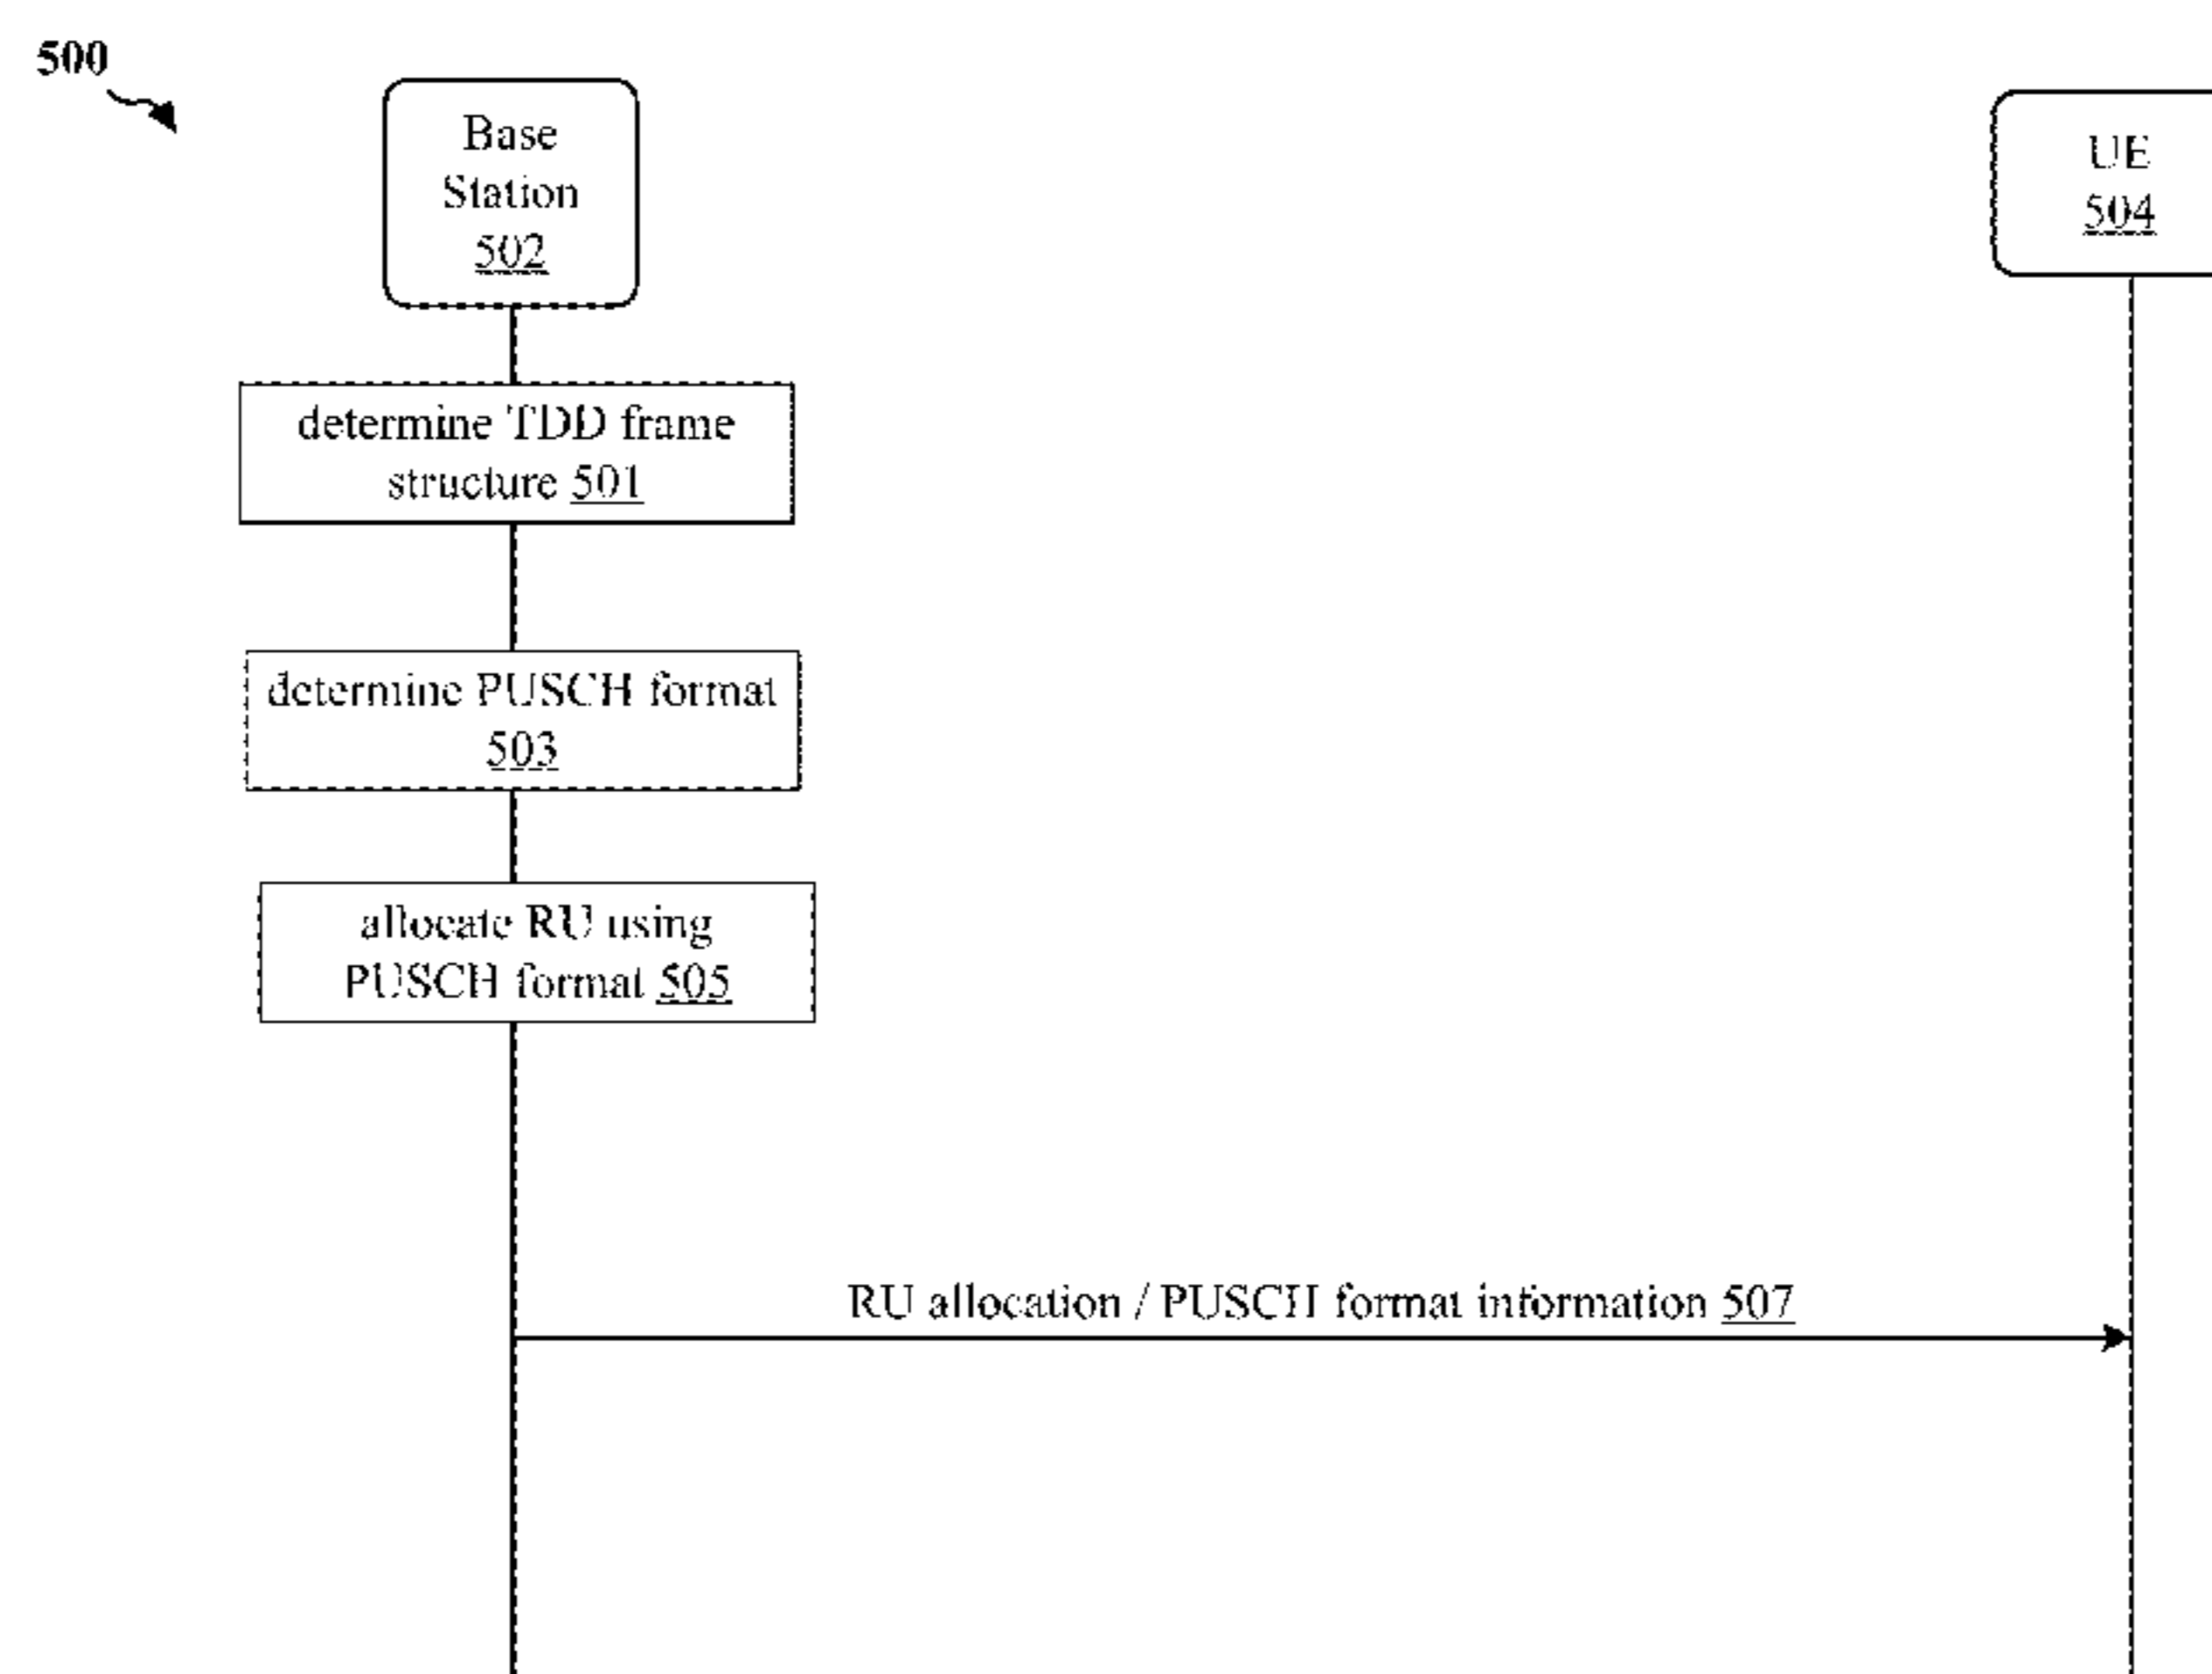 500
Base
Station
502
UE
504
determine TDD frame
structure 501
determine PUSCH format
503
allocate RU using
PUSCH format 505
RU allocation / PUSCH format information 507